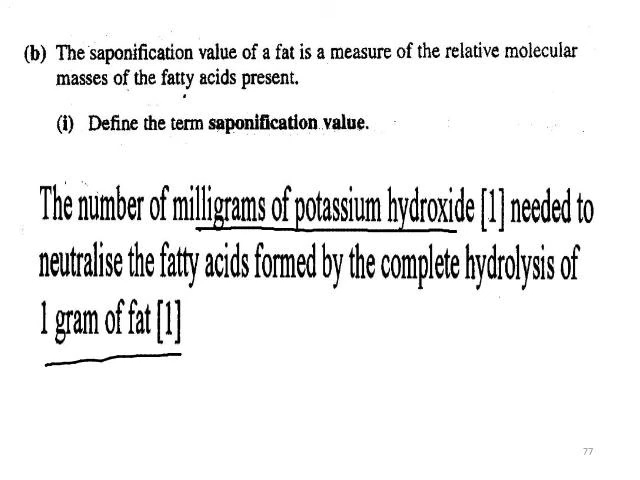 (b) The saponification value of a fat is a measure of the relative molecular
masses of the fatty acids present.
(i) Define the term saponification value.
The number of milligrams of potassium hydroxide [1] needed to
neutralise the fatty acids formed by the complete hydrolysis of
1 gram of fat [1]
77